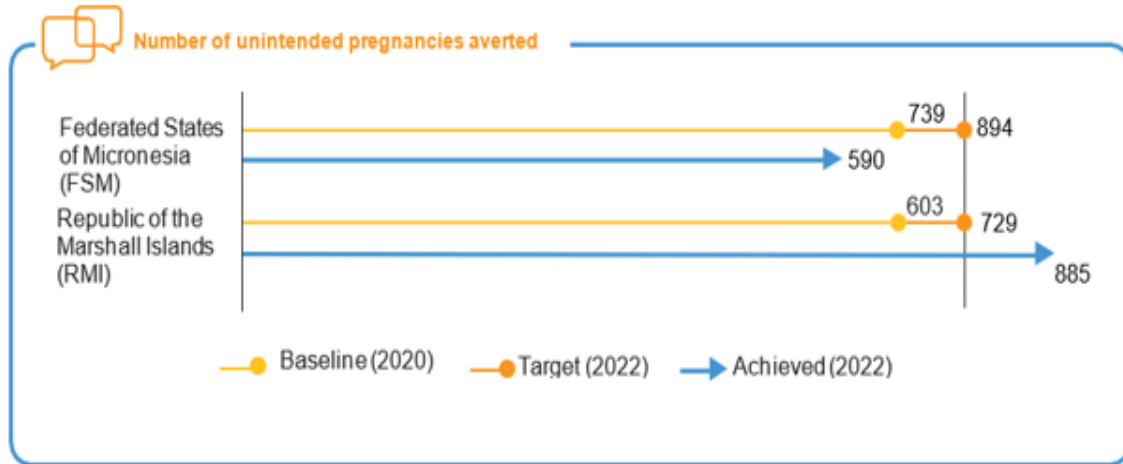 Number of unintended pregnancies averted
Federated States
of Micronesia
(FSM)
739
894
590
Republic of the
Marshall Islands
(RMI)
603
729
885
Baseline (2020) Target (2022) Achieved (2022)